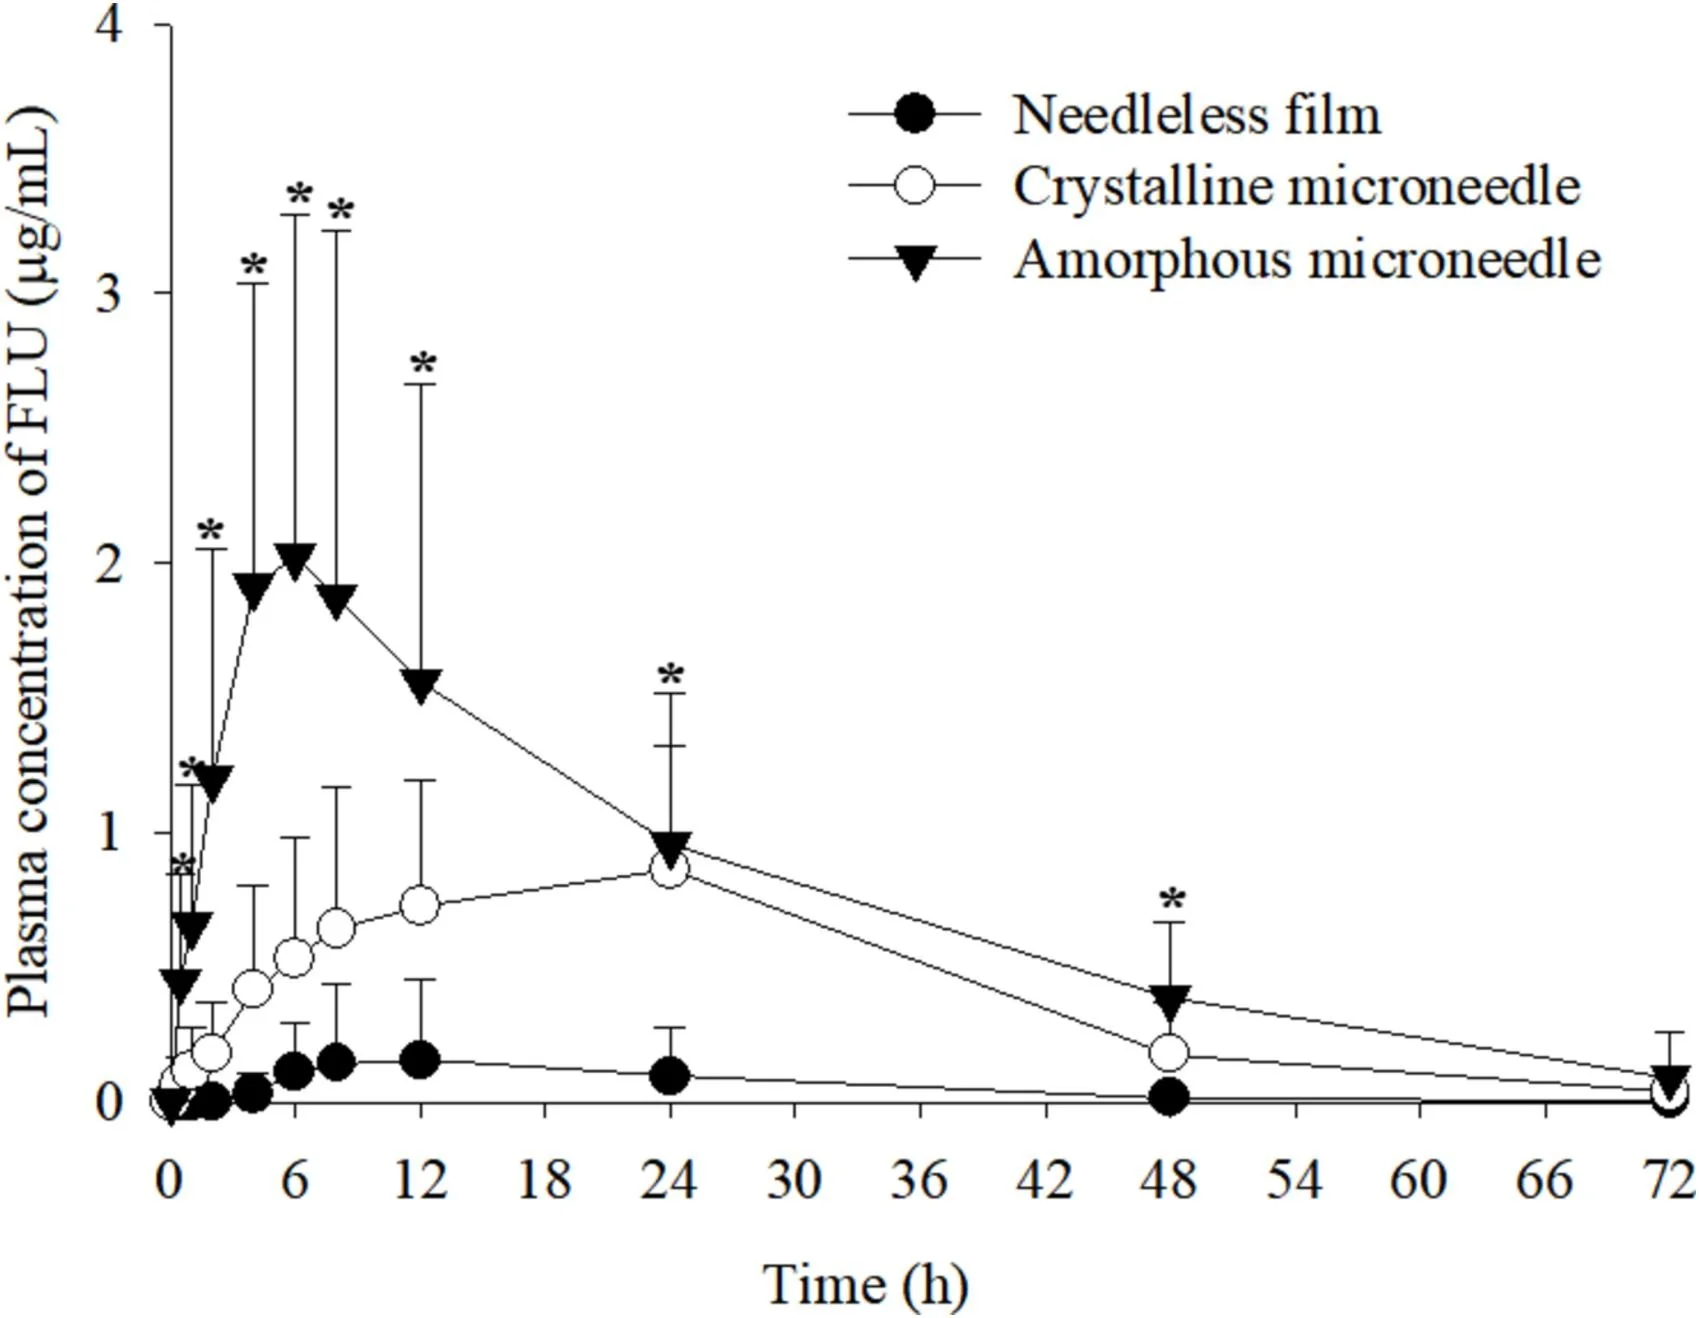 Plasma concentration of FLU (µg/mL)
4
3
2
1
0
Needleless film
Crystalline microneedle
Amorphous microneedle
* * * * * * * * *
0 6 12 18 24 30 36 42 48 54 60 66 72
Time (h)